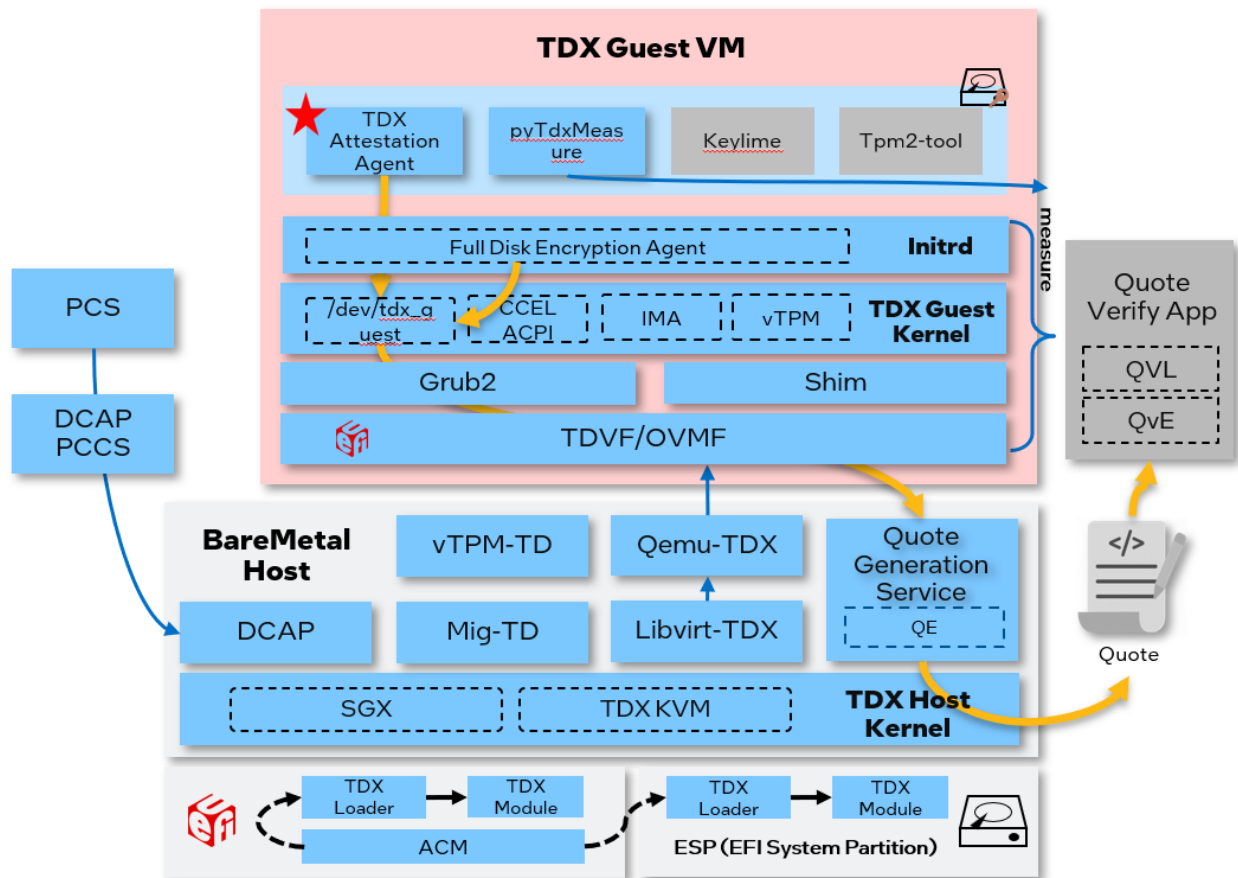 TDX Guest VM
TDX
Attestation
Agent
pyTdxMeas
ure
Keylime
Tpm2-tool
measure
Full Disk Encryption Agent
Initrd
/dev/tdx_g
uest
CCEL
ACPI
IMA
vTPM
TDX Guest
Kernel
Grub2
Shim
UEFI
TDVF/OVMF
PCS
DCAP
PCCS
Quote
Verify App
QVL
QvE
BareMetal
Host
vTPM-TD
Qemu-TDX
Quote
Generation
Service
QE
DCAP
Mig-TD
Libvirt-TDX
</>
Quote
SGX
TDX KVM
TDX Host
Kernel
UEFI
TDX
Loader
TDX
Module
ACM
TDX
Loader
TDX
Module
ESP (EFI System Partition)